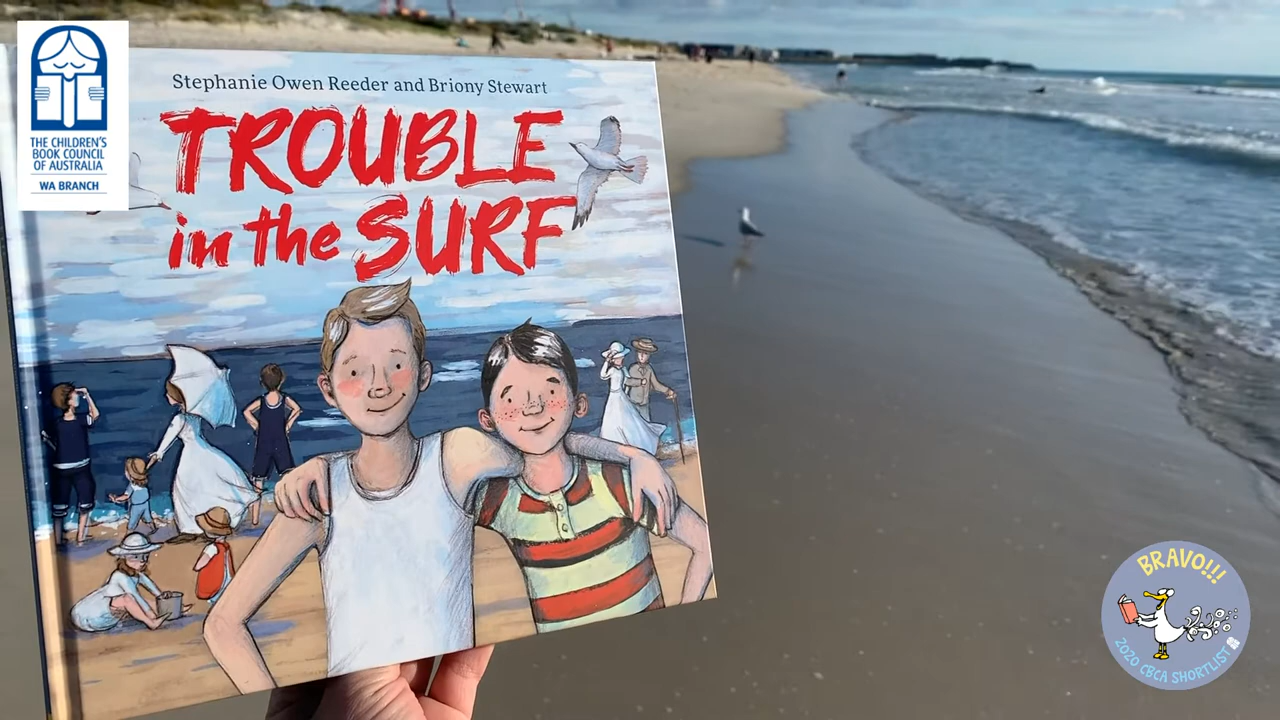 THE CHILDREN'S
BOOK COUNCIL
OF AUSTRALIA
WA BRANCH
Stephanie Owen Reeder and Briony Stewart
TROUBLE
in the SURF
BRAVO!!!
2020 CBCA SHORTLIST